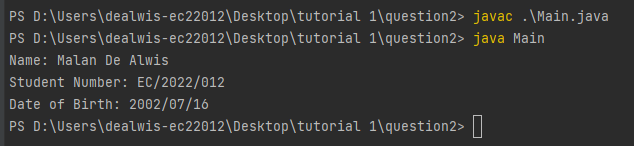 PS D:\Users\dealwis-ec22012\Desktop\tutorial 1\question2> javac .\Main.java
PS D:\Users\dealwis-ec22012\Desktop\tutorial 1\question2> java Main
Name: Malan De Alwis
Student Number: EC/2022/012
Date of Birth: 2002/07/16
PS D:\Users\dealwis-ec22012\Desktop\tutorial 1\question2>